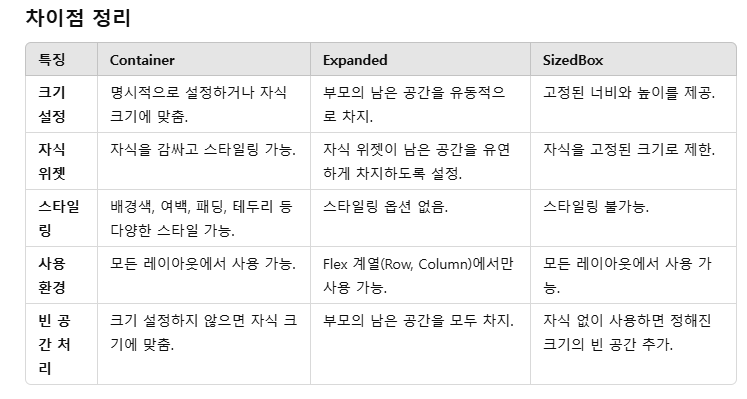 차이점 정리
특징 Container Expanded SizedBox
크기 명시적으로 설정하거나 자식 부모의 남은 공간을 유동적으 고정된 너비와 높이를 제공.
설정 크기에 맞춤. 로 차지.
자식 자식을 감싸고 스타일링 가능. 자식 위젯이 남은 공간을 유연 자식을 고정된 크기로 제한.
위젯 하게 차지하도록 설정.
스타일 배경색, 여백, 패딩, 테두리 등 스타일링 옵션 없음. 스타일링 불가능.
링 다양한 스타일 가능.
사용 모든 레이아웃에서 사용 가능. Flex 계열(Row, Column)에서만 모든 레이아웃에서 사용 가
환경 사용 가능. 능.
빈 공 크기 설정하지 않으면 자식 크 부모의 남은 공간을 모두 차지. 자식 없이 사용하면 정해진
간 처 기에 맞춤. 크기의 빈 공간 추가.
리